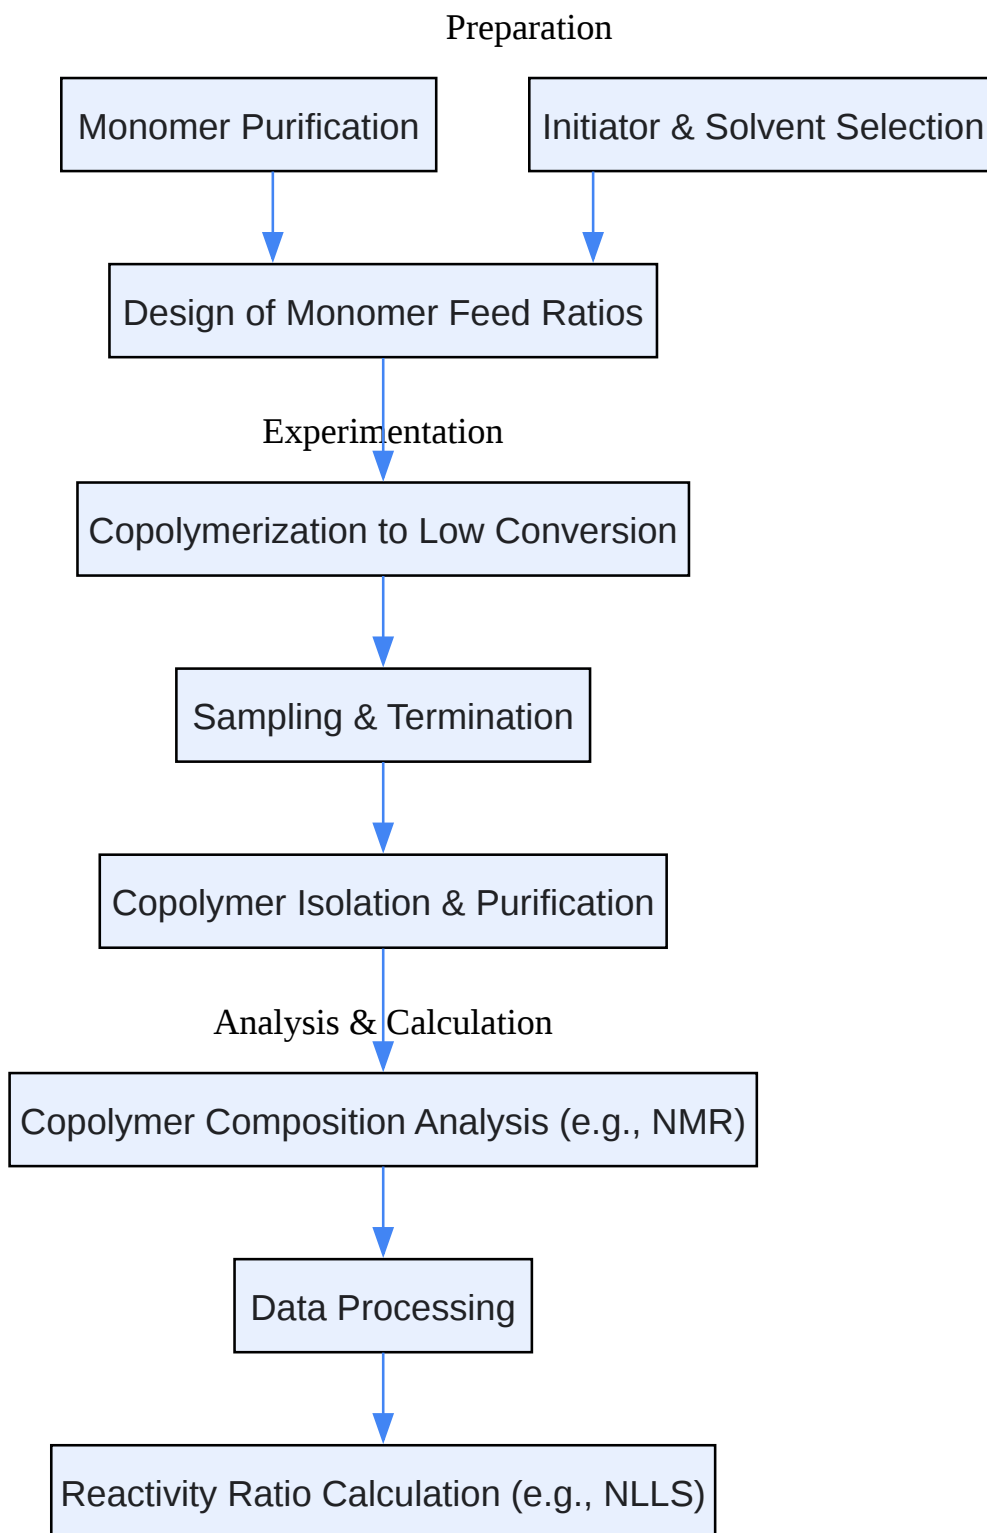 Preparation
Monomer Purification
Initiator & Solvent Selection
Design of Monomer Feed Ratios
Experimentation
Copolymerization to Low Conversion
Sampling & Termination
Copolymer Isolation & Purification
Analysis & Calculation
Copolymer Composition Analysis (e.g., NMR)
Data Processing
Reactivity Ratio Calculation (e.g., NLLS)